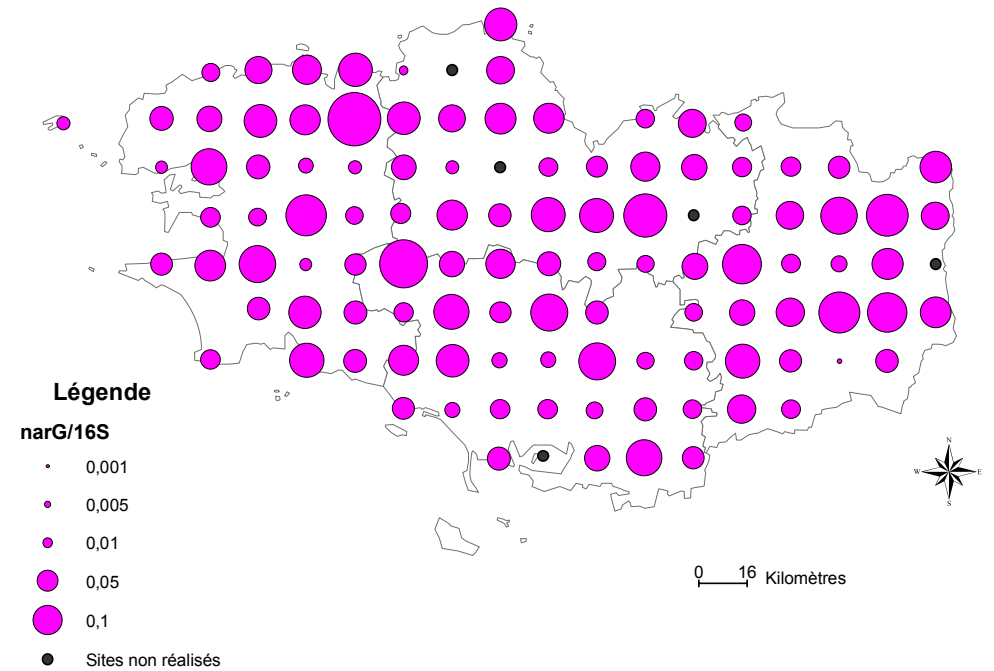 Légende
narG/16S
0,001
0,005
0,01
0,05
0,1
Sites non réalisés
N
W E
S
0 16 Kilomètres